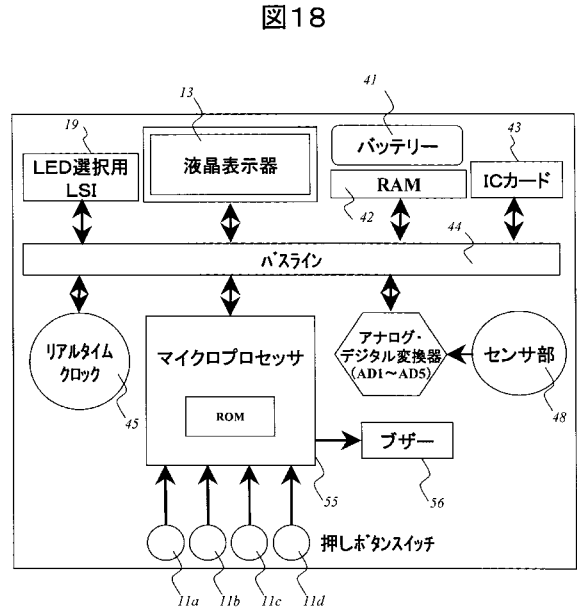 図18
19
13
41
43
LED選択用
LSI
液晶表示器
バッテリー
RAM
42
ICカード
44
バスライン
リアルタイム
クロック
45
マイクロプロセッサ
ROM
55
アナログ・
デジタル変換器
(AD1～AD5)
センサ部
48
ブザー
56
押しボタンスイッチ
11a
11b
11c
11d